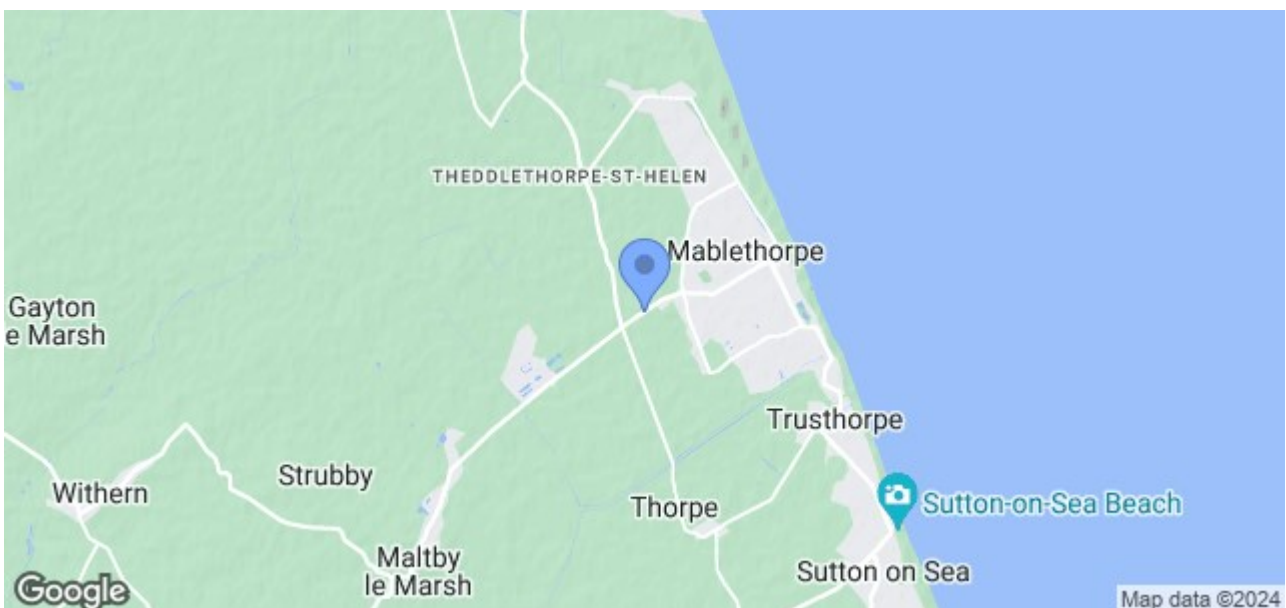 THEDDLETHORPE-ST-HELEN
Mablethorpe
Gayton
e Marsh
Trusthorpe
Strubby
Withern
Thorpe
Sutton-on-Sea Beach
Maltby
le Marsh
Sutton on Sea
Google
Map data ©2024